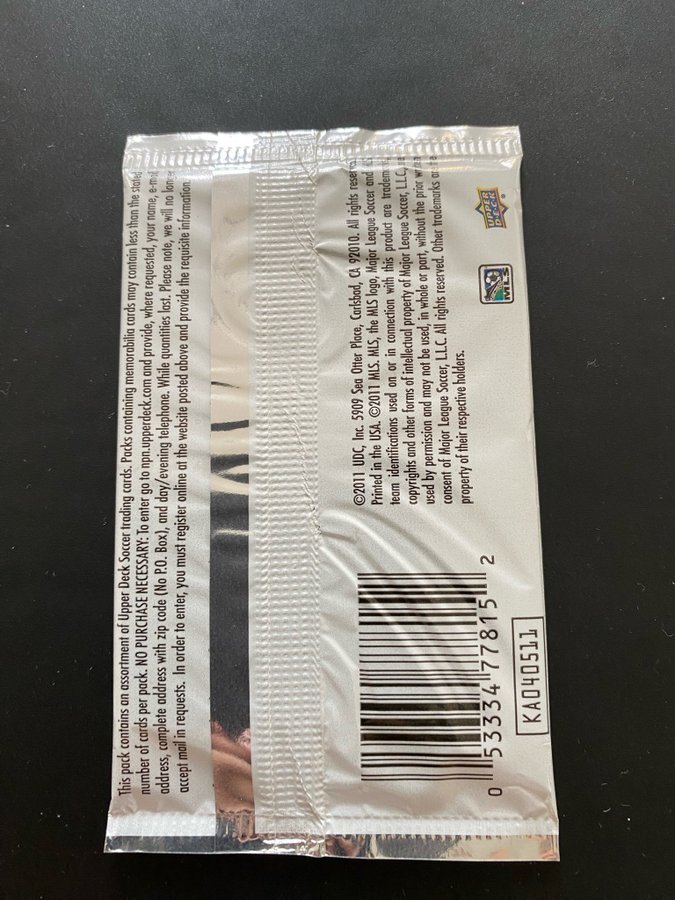 This pack contains an assortment of Upper Deck Soccer trading cards. Packs containing memorabilia cards may contain less than the stated
number of cards per pack. NO PURCHASE NECESSARY: To enter go to npn.upperdeck.com and provide, where requested, your name, e-mail
address, complete address with zip code (No P.O. Box), and day/evening telephone. While quantities last. Please note, we will no longer
accept mail in requests. In order to enter, you must register online at the website posted above and provide the requisite information
©2011 UDC, Inc. 5909 Sea Otter Place, Carlsbad, CA 92010. All rights reserved
Printed in the USA. ©2011 MLS. MLS, the MLS logo, Major League Soccer and
team identifications used on or in connection with this product are trademarks
copyrights and other forms of intellectual property of Major League Soccer, L.L.C,
used by permission and may not be used, in whole or part, without the prior written
consent of Major League Soccer, L.L.C. All rights reserved. Other trademarks are the
property of their respective holders.
UPPER
DECK
®
MLS
0 53334 77815 2
KA040511